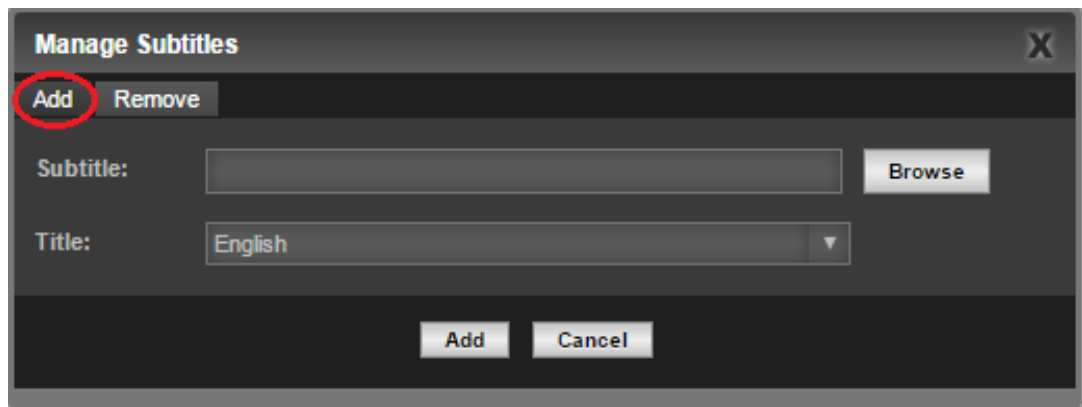 Manage Subtitles X
Add Remove
Subtitle: Browse
Title: English
Add Cancel